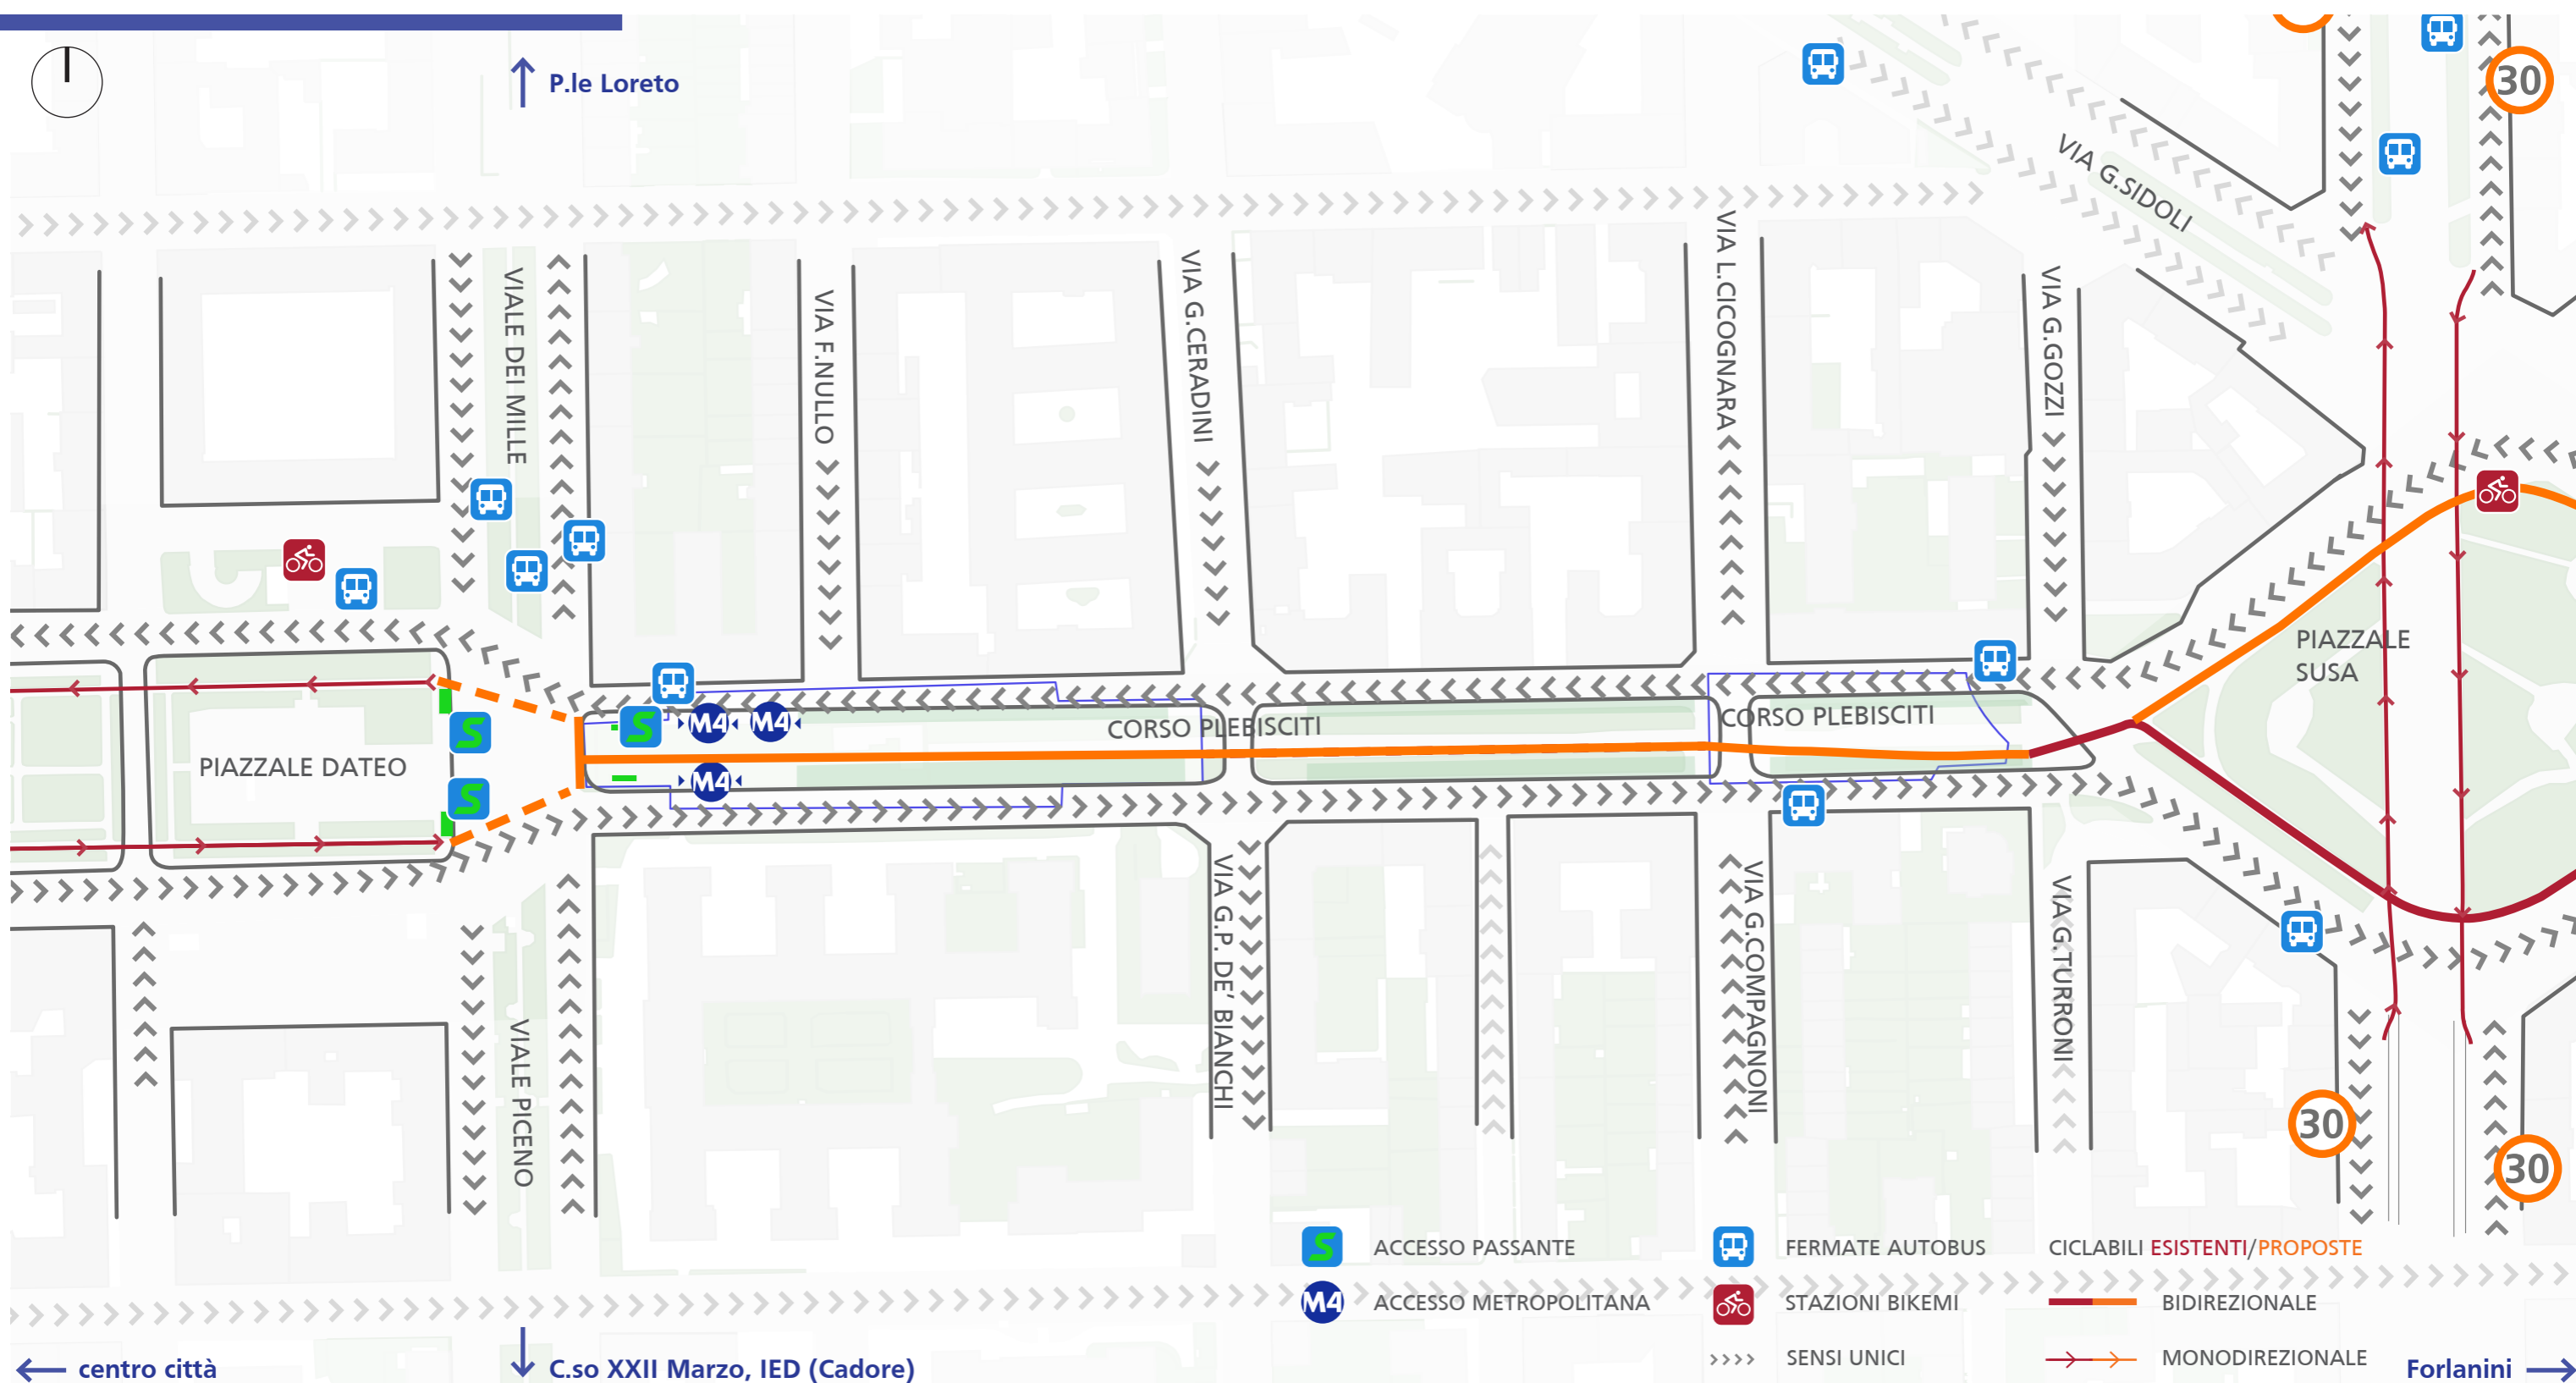 P.le Loreto
30
VIA G.SIDOLI
VIALE DEI MILLE
VIA F.NULLO
VIA G.CERADINI
VIA L.CICOGNARA
VIA G.GOZZI
PIAZZALE
SUSA
S
M4
M4
CORSO PLEBISCITI
CORSO PLEBISCITI
S
PIAZZALE DATEO
M4
S
VIALE PICENO
VIA G.P. DE' BIANCHI
VIA G.COMPAGNONI
VIA G.TURRONI
30
30
S ACCESSO PASSANTE
M4 ACCESSO METROPOLITANA
FERMATE AUTOBUS
STAZIONI BIKEMI
SENSI UNICI
CICLABILI ESISTENTI/PROPOSTE
BIDIREZIONALE
MONODIREZIONALE
centro città
C.so XXII Marzo, IED (Cadore)
Forlanini